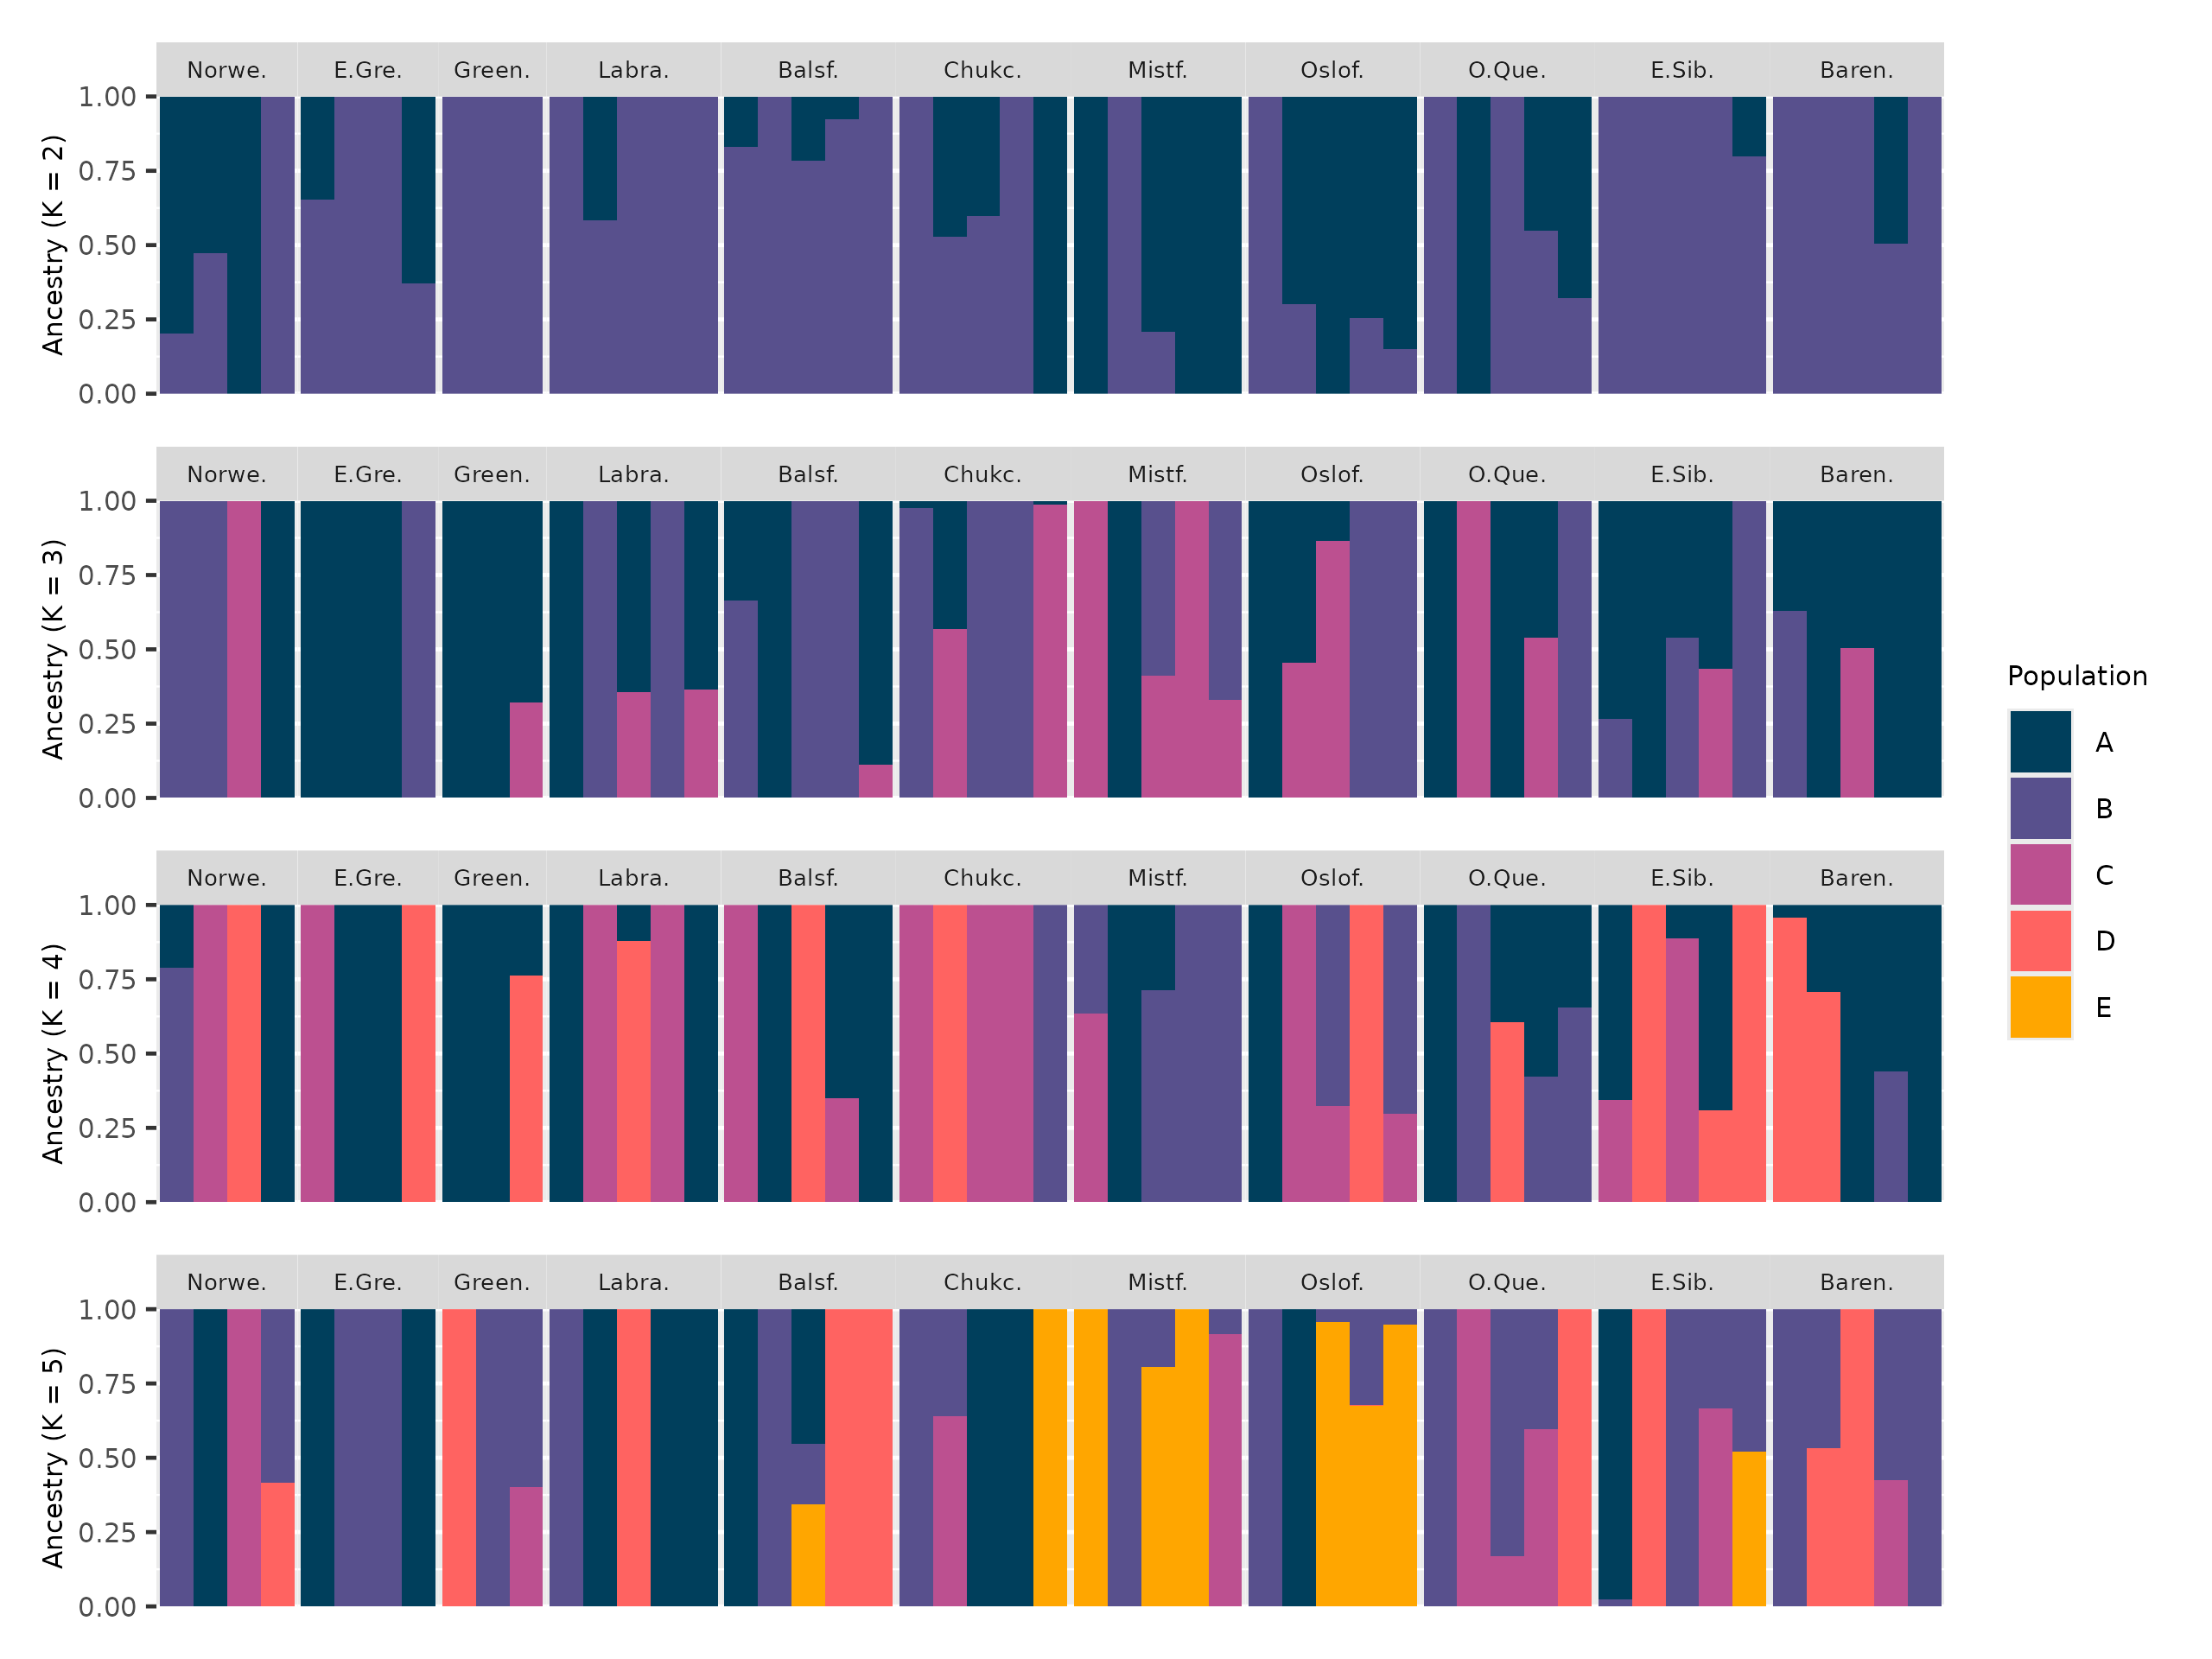 Norwe. E.Gre. Green. Labra. Balsf. Chukc. Mistf. Oslof. O.Que. E.Sib. Baren.
1.00
0.75
0.50
0.25
0.00
Ancestry (K = 2)
Norwe. E.Gre. Green. Labra. Balsf. Chukc. Mistf. Oslof. O.Que. E.Sib. Baren.
1.00
0.75
0.50
0.25
0.00
Ancestry (K = 3)
Norwe. E.Gre. Green. Labra. Balsf. Chukc. Mistf. Oslof. O.Que. E.Sib. Baren.
1.00
0.75
0.50
0.25
0.00
Ancestry (K = 4)
Norwe. E.Gre. Green. Labra. Balsf. Chukc. Mistf. Oslof. O.Que. E.Sib. Baren.
1.00
0.75
0.50
0.25
0.00
Ancestry (K = 5)
Population
A
B
C
D
E